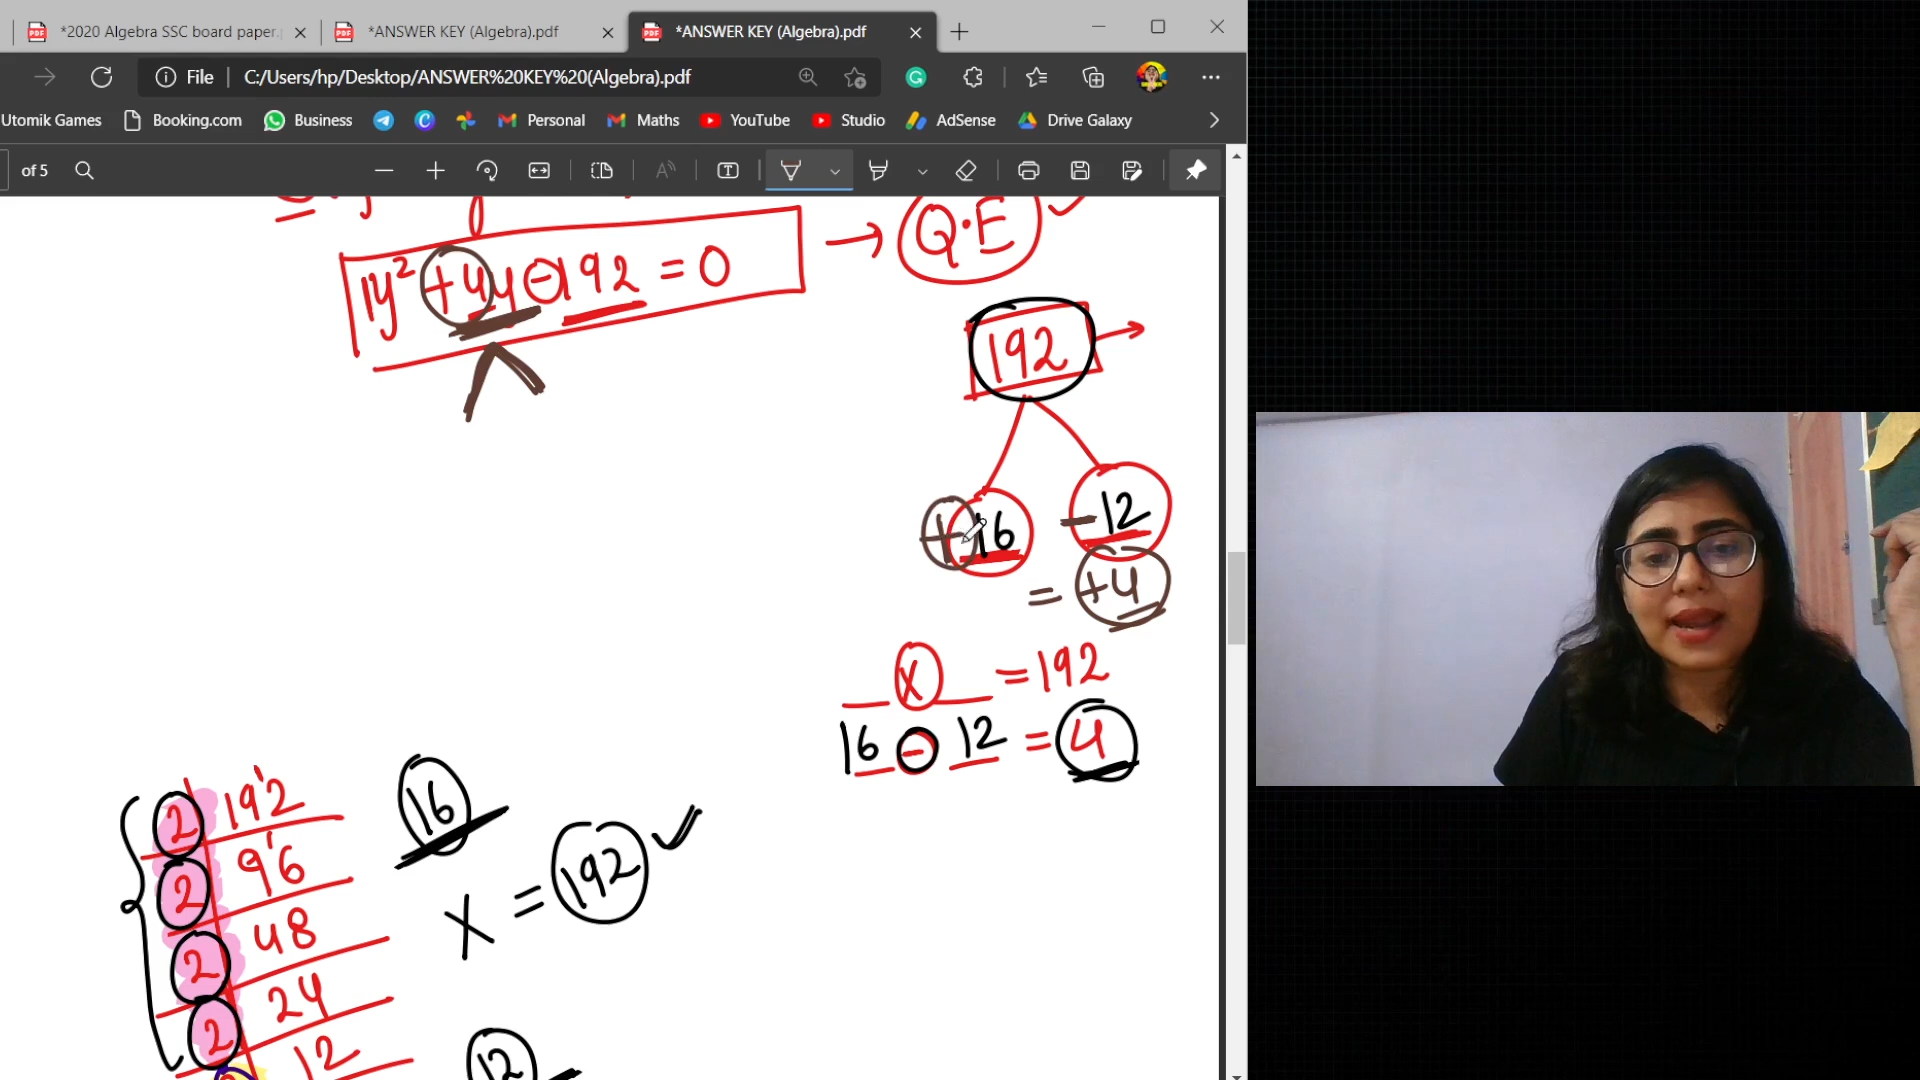 *2020 Algebra SSC board paper.p
*ANSWER KEY (Algebra).pdf
*ANSWER KEY (Algebra).pdf
File | C:/Users/hp/Desktop/ANSWER%20KEY%20(Algebra).pdf
Utomik Games Booking.com Business Personal Maths YouTube Studio AdSense Drive Galaxy
of 5
1y² +4y -192 = 0 → Q.E
192
+16 -12
= +4
x = 192
16 - 12 = 4
2 192
2 96
2 48
2 24
12
16
x = 192 ✓
12